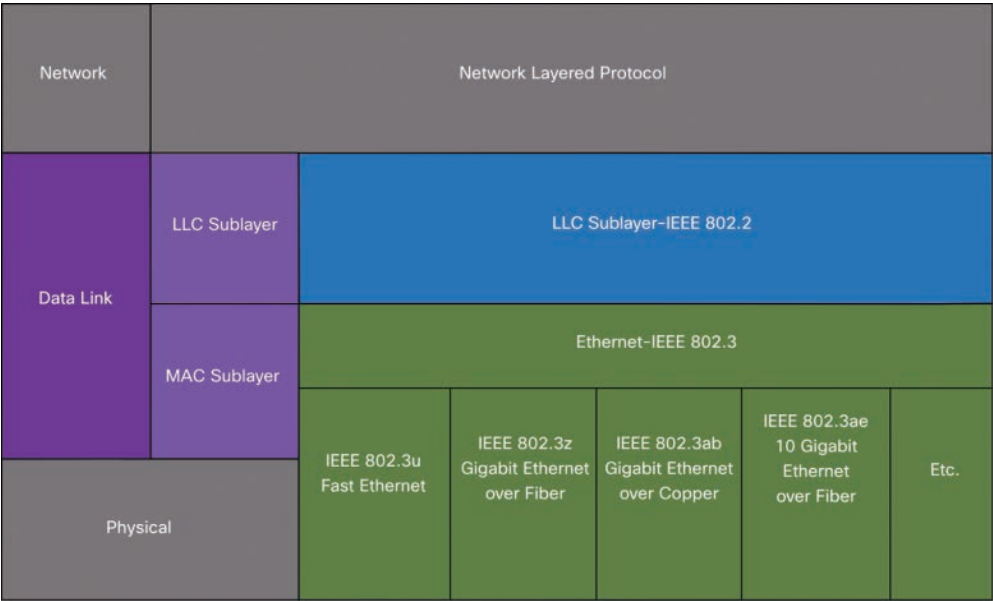 Network
Network Layered Protocol
Data Link
LLC Sublayer
LLC Sublayer-IEEE 802.2
MAC Sublayer
Ethernet-IEEE 802.3
IEEE 802.3u
Fast Ethernet
IEEE 802.3z
Gigabit Ethernet
over Fiber
IEEE 802.3ab
Gigabit Ethernet
over Copper
IEEE 802.3ae
10 Gigabit
Ethernet
over Fiber
Etc.
Physical